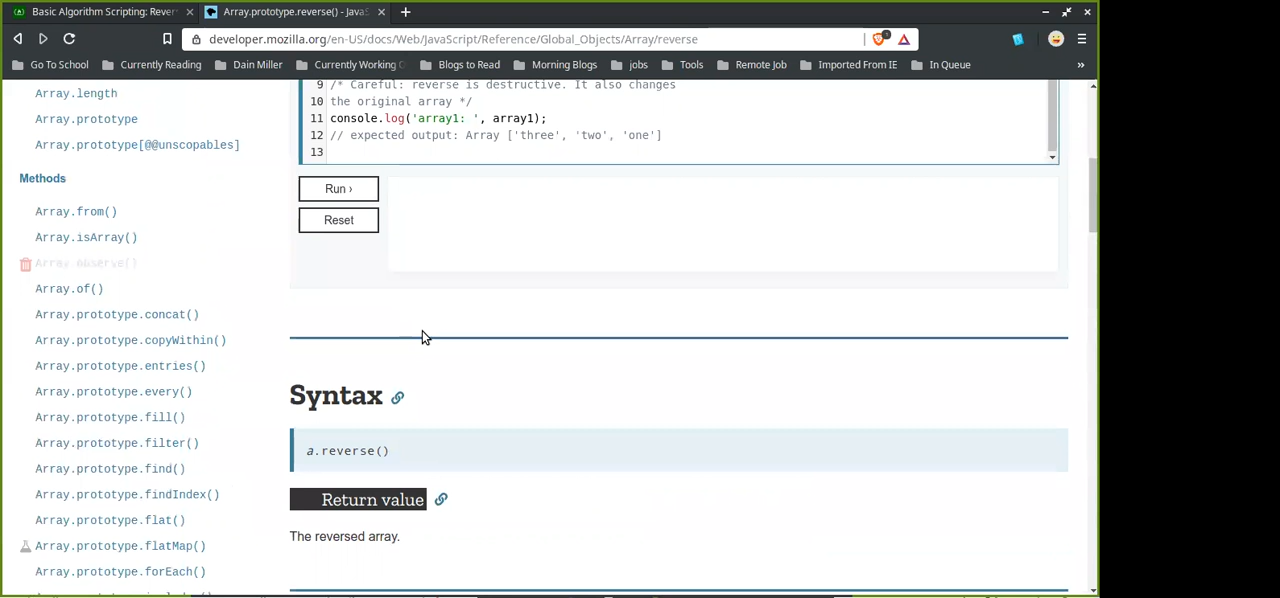 Basic Algorithm Scripting: Rever
Array.prototype.reverse() - JavaS
developer.mozilla.org/en-US/docs/Web/JavaScript/Reference/Global_Objects/Array/reverse
1
Go To School
Currently Reading
Dain Miller
Currently Working
Blogs to Read
Morning Blogs
jobs
Tools
Remote Job
Imported From IE
In Queue
»
Array.length
Array.prototype
Array.prototype[@@unscopables]
Methods
Array.from()
Array.isArray()
Array.observe()
Array.of()
Array.prototype.concat()
Array.prototype.copyWithin()
Array.prototype.entries()
Array.prototype.every()
Array.prototype.fill()
Array.prototype.filter()
Array.prototype.find()
Array.prototype.findIndex()
Array.prototype.flat()
Array.prototype.flatMap()
Array.prototype.forEach()
9 /* Careful: reverse is destructive. It also changes
10 the original array */
11 console.log('array1: ', array1);
12 // expected output: Array ['three', 'two', 'one']
13
Run ›
Reset
Syntax
a.reverse()
Return value
The reversed array.